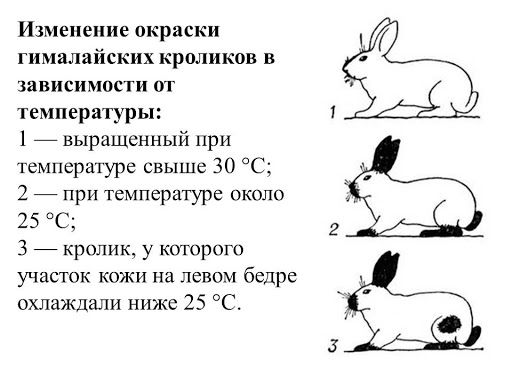 Изменение окраски
гималайских кроликов в
зависимости от
температуры:
1 — выращенный при
температуре свыше 30 °С;
2 — при температуре около
25 °С;
3 — кролик, у которого
участок кожи на левом бедре
охлаждали ниже 25 °С.
1
2
3